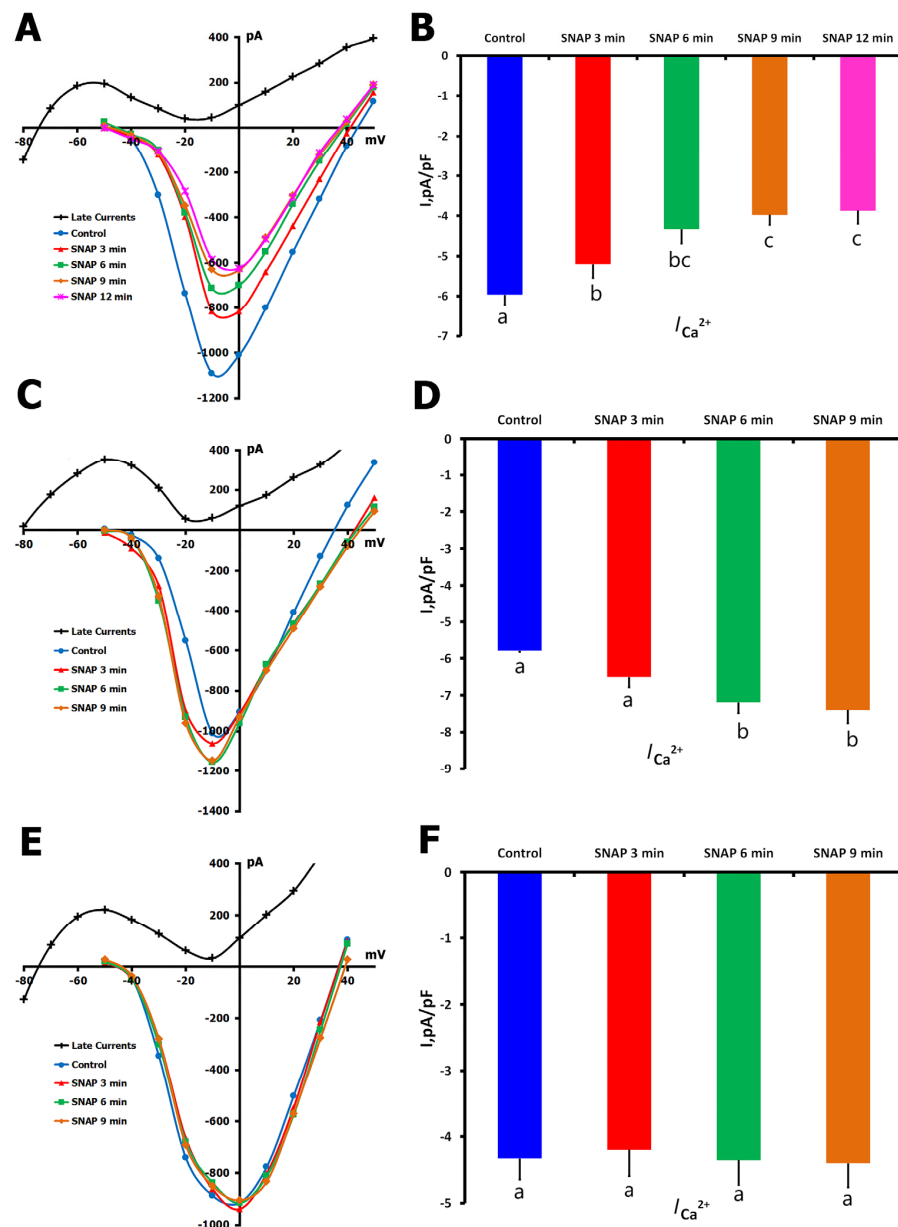 A
pA
400
200
-80
-60
-40
-20
20
40
mV
-200
-400
-600
-800
-1000
-1200
Late Currents
Control
SNAP 3 min
SNAP 6 min
SNAP 9 min
SNAP 12 min
B
Control
SNAP 3 min
SNAP 6 min
SNAP 9 min
SNAP 12 min
0
-1
-2
-3
-4
-5
-6
-7
I,pA/pF
a
b
bc
c
c
I Ca²⁺
C
pA
400
200
-80
-60
-40
-20
20
40
mV
-200
-400
-600
-800
-1000
-1200
-1400
Late Currents
Control
SNAP 3 min
SNAP 6 min
SNAP 9 min
D
Control
SNAP 3 min
SNAP 6 min
SNAP 9 min
0
-1
-2
-3
-4
-5
-6
-7
-8
-9
I,pA/pF
a
a
b
b
I Ca²⁺
E
pA
400
200
-80
-60
-40
-20
20
40
mV
-200
-400
-600
-800
-1000
Late Currents
Control
SNAP 3 min
SNAP 6 min
SNAP 9 min
F
Control
SNAP 3 min
SNAP 6 min
SNAP 9 min
0
-1
-2
-3
-4
-5
I,pA/pF
a
a
a
a
I Ca²⁺